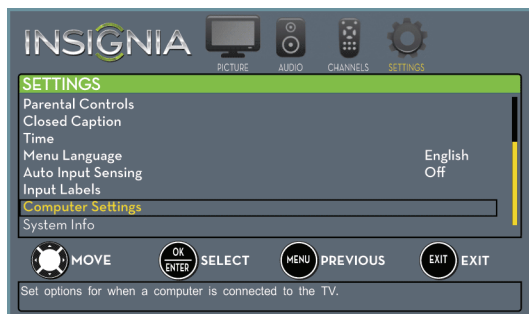 INSIGNIA
PICTURE AUDIO CHANNELS SETTINGS
SETTINGS
Parental Controls
Closed Caption
Time
Menu Language English
Auto Input Sensing Off
Input Labels
Computer Settings
System Info
MOVE OK ENTER SELECT MENU PREVIOUS EXIT EXIT
Set options for when a computer is connected to the TV.